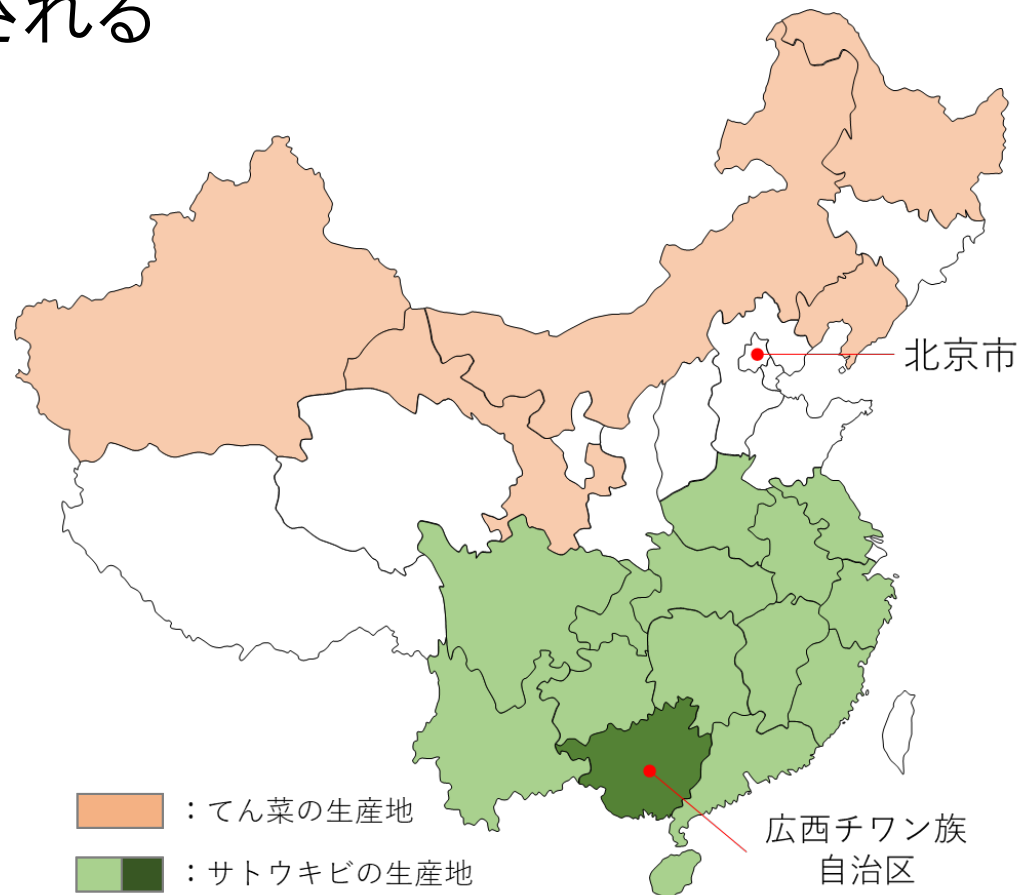 される
北京市
：てん菜の生産地
広西チワン族
自治区
：サトウキビの生産地